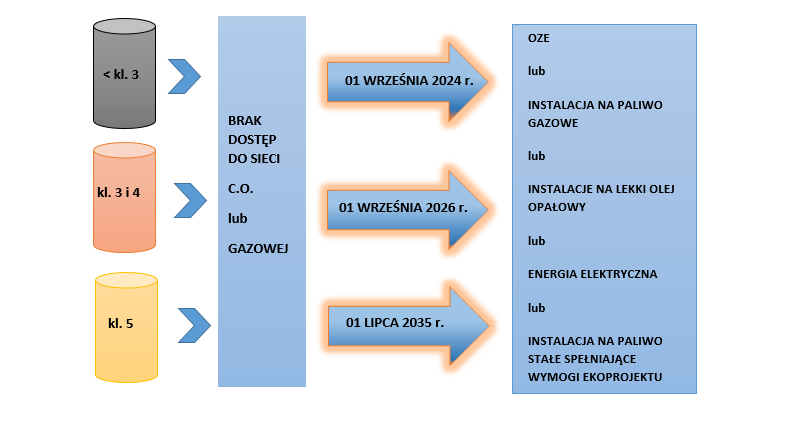 < kl. 3
kl. 3 i 4
kl. 5
BRAK
DOSTĘP
DO SIECI
C.O.
lub
GAZOWEJ
01 WRZEŚNIA 2024 r.
01 WRZEŚNIA 2026 r.
01 LIPCA 2035 r.
OZE
lub
INSTALACJA NA PALIWO
GAZOWE
lub
INSTALACJE NA LEKKI OLEJ
OPAŁOWY
lub
ENERGIA ELEKTRYCZNA
lub
INSTALACJA NA PALIWO
STAŁE SPEŁNIAJĄCE
WYMOGI EKOPROJEKTU